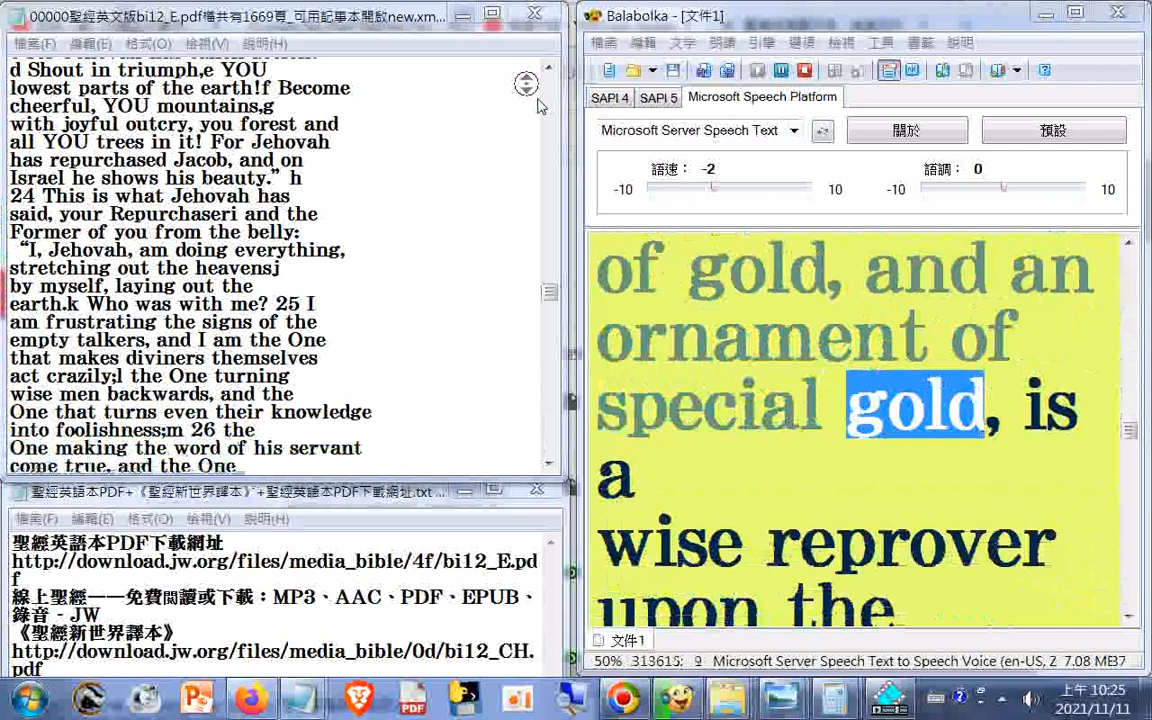 00000聖經英文版bi12_E.pdf檔共有1669頁_可用記事本開啟new.xm...
檔案(F) 編輯(E) 格式(O) 檢視(V) 說明(H)
d Shout in triumph,e YOU
lowest parts of the earth!f Become
cheerful, YOU mountains,g
with joyful outcry, you forest and
all YOU trees in it! For Jehovah
has repurchased Jacob, and on
Israel he shows his beauty.” h
24 This is what Jehovah has
said, your Repurchaseri and the
Former of you from the belly:
“I, Jehovah, am doing everything,
stretching out the heavensj
by myself, laying out the
earth.k Who was with me? 25 I
am frustrating the signs of the
empty talkers, and I am the One
that makes diviners themselves
act crazily;l the One turning
wise men backwards, and the
One that turns even their knowledge
into foolishness;m 26 the
One making the word of his servant
come true, and the One
聖經英語本PDF+《聖經新世界譯本》+聖經英語本PDF下載網址.txt ...
檔案(F) 編輯(E) 格式(O) 檢視(V) 說明(H)
聖經英語本PDF下載網址
http://download.jw.org/files/media_bible/4f/bi12_E.pd
f
線上聖經——免費閱讀或下載：MP3、AAC、PDF、EPUB、
錄音 - JW
《聖經新世界譯本》
http://download.jw.org/files/media_bible/0d/bi12_CH.
pdf
Balabolka - [文件1]
檔案 編輯 文字 朗讀 引擎 選項 檢視 工具 書籤 說明
SAPI 4 SAPI 5 Microsoft Speech Platform
Microsoft Server Speech Text 關於 預設
語速： -2 語調： 0
-10 10 -10 10
of gold, and an
ornament of
special gold, is
a
wise reprover
upon the
文件1
50% 313615: 9 Microsoft Server Speech Text to Speech Voice (en-US, Z 7.08 MB37
PDF
上午 10:25
2021/11/11